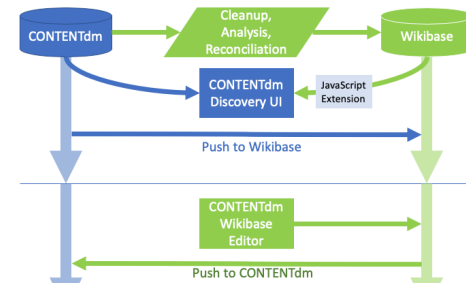 Cleanup,
Analysis,
Reconciliation
CONTENTdm
Wikibase
CONTENTdm
Discovery UI
JavaScript
Extension
Push to Wikibase
CONTENTdm
Wikibase
Editor
Push to CONTENTdm